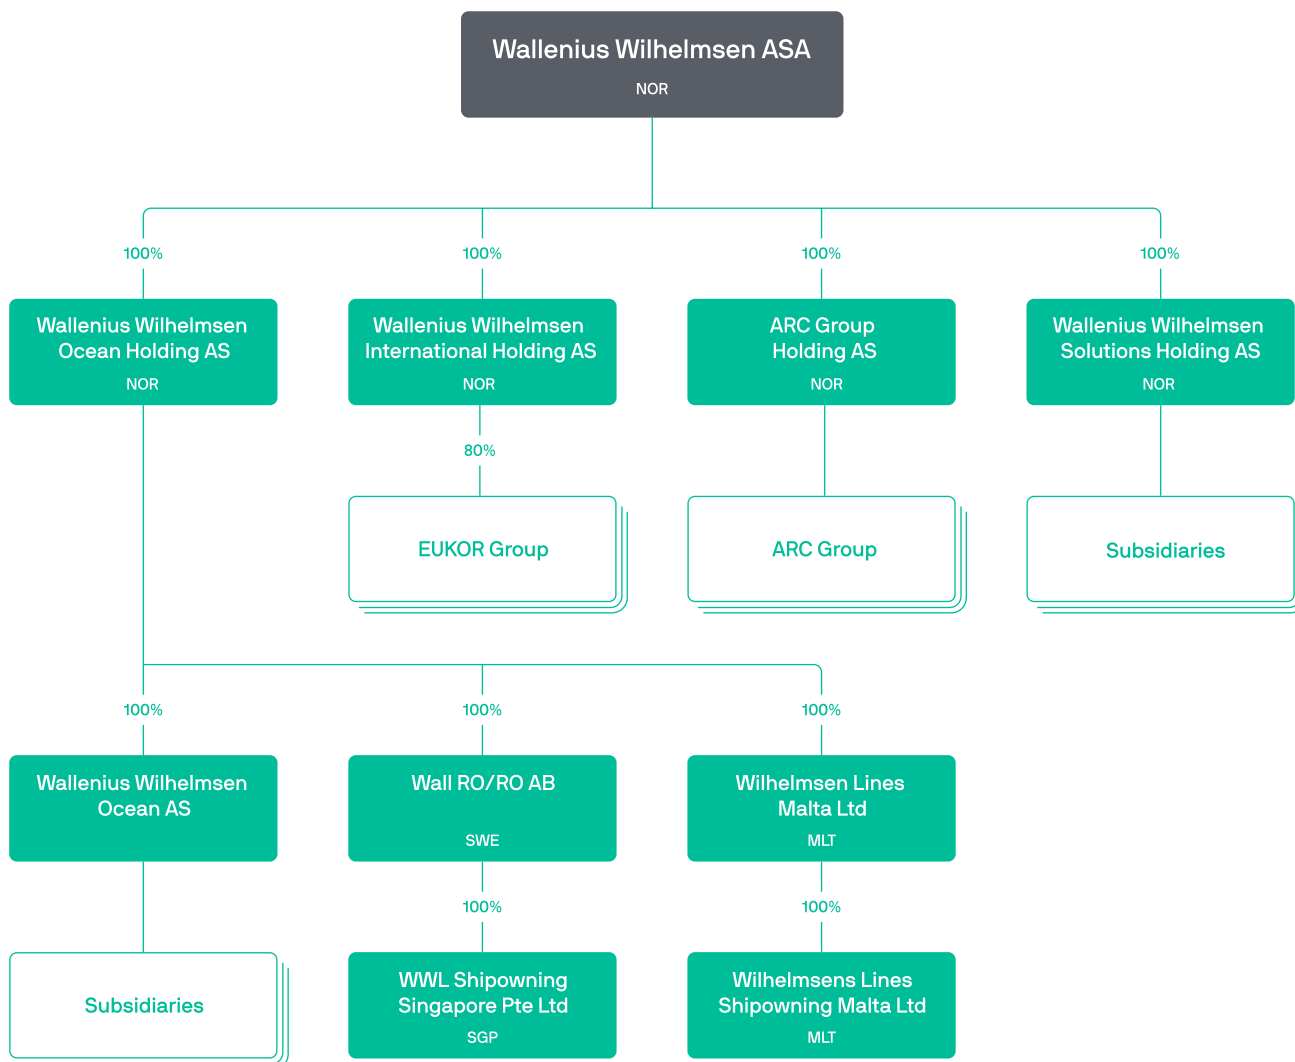 Wallenius Wilhelmsen ASA
NOR
100%
100%
100%
100%
Wallenius Wilhelmsen
Ocean Holding AS
NOR
Wallenius Wilhelmsen
International Holding AS
NOR
ARC Group
Holding AS
NOR
Wallenius Wilhelmsen
Solutions Holding AS
NOR
80%
EUKOR Group
ARC Group
Subsidiaries
100%
100%
100%
Wallenius Wilhelmsen
Ocean AS
Wall RO/RO AB
SWE
Wilhelmsen Lines
Malta Ltd
MLT
100%
100%
Subsidiaries
WWL Shipowning
Singapore Pte Ltd
SGP
Wilhelmsens Lines
Shipowning Malta Ltd
MLT